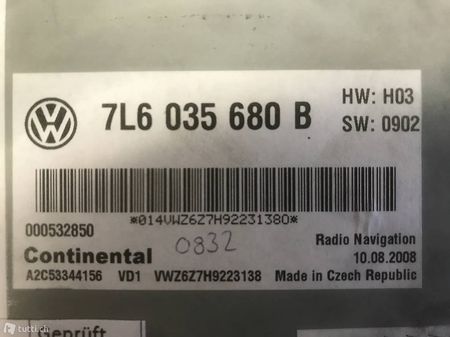 7L6 035 680 B
HW: H03
SW: 0902
*014VWZ6Z7H92231380*
000532850
0832
Radio Navigation
Continental
10.08.2008
A2C53344156 VD1 VWZ6Z7H9223138 Made in Czech Republic
tutti.ch
Geprüft